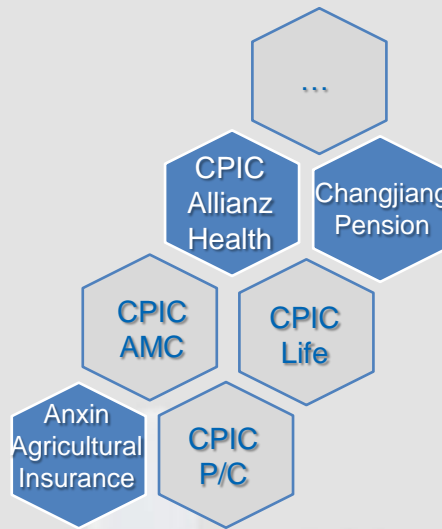 ...
CPIC
Allianz
Health
Changjiang
Pension
CPIC
AMC
CPIC
Life
Anxin
Agricultural
Insurance
CPIC
P/C